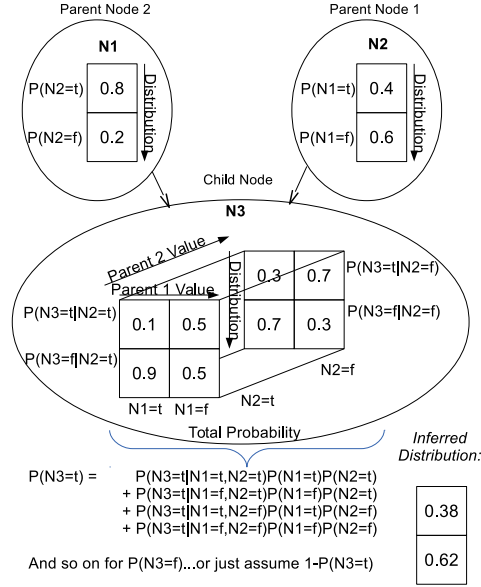 Parent Node 2
Parent Node 1
N1
N2
P(N2=t)
0.8
P(N2=f)
0.2
Distribution
P(N1=t)
0.4
P(N1=f)
0.6
Distribution
Child Node
N3
Parent 2 Value
Parent 1 Value
Distribution
0.3
0.7
P(N3=t|N2=f)
P(N3=t|N2=t)
0.1
0.5
0.7
0.3
P(N3=f|N2=f)
P(N3=f|N2=t)
0.9
0.5
N2=f
N1=t
N1=f
N2=t
Total Probability
Inferred
Distribution:
P(N3=t) = P(N3=t|N1=t,N2=t)P(N1=t)P(N2=t)
+ P(N3=t|N1=f,N2=t)P(N1=f)P(N2=t)
+ P(N3=t|N1=t,N2=f)P(N1=t)P(N2=f)
+ P(N3=t|N1=f,N2=f)P(N1=f)P(N2=f)
0.38
0.62
And so on for P(N3=f)...or just assume 1-P(N3=t)